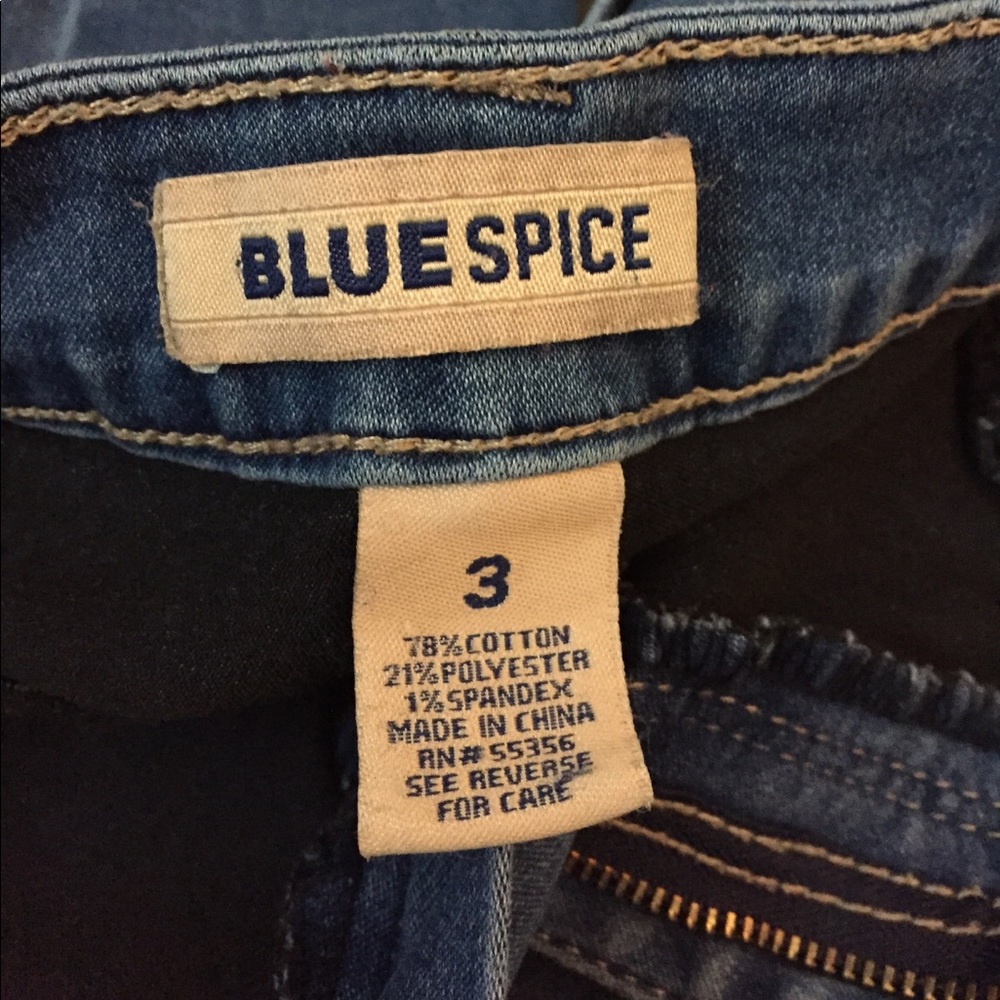 BLUE SPICE
3
78%COTTON
21%POLYESTER
1%SPANDEX
MADE IN CHINA
RN#55356
SEE REVERSE
FOR CARE